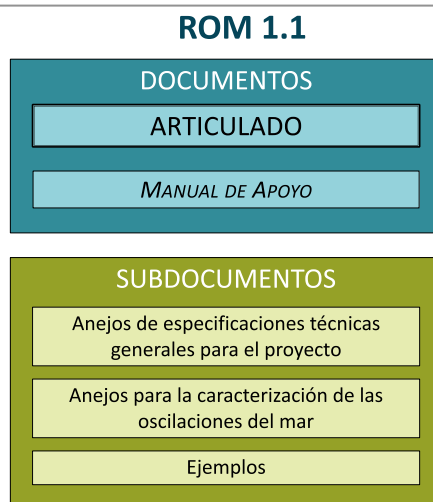 ROM 1.1
DOCUMENTOS
ARTICULADO
MANUAL DE APOYO
SUBDOCUMENTOS
Anejos de especificaciones técnicas
generales para el proyecto
Anejos para la caracterización de las
oscilaciones del mar
Ejemplos